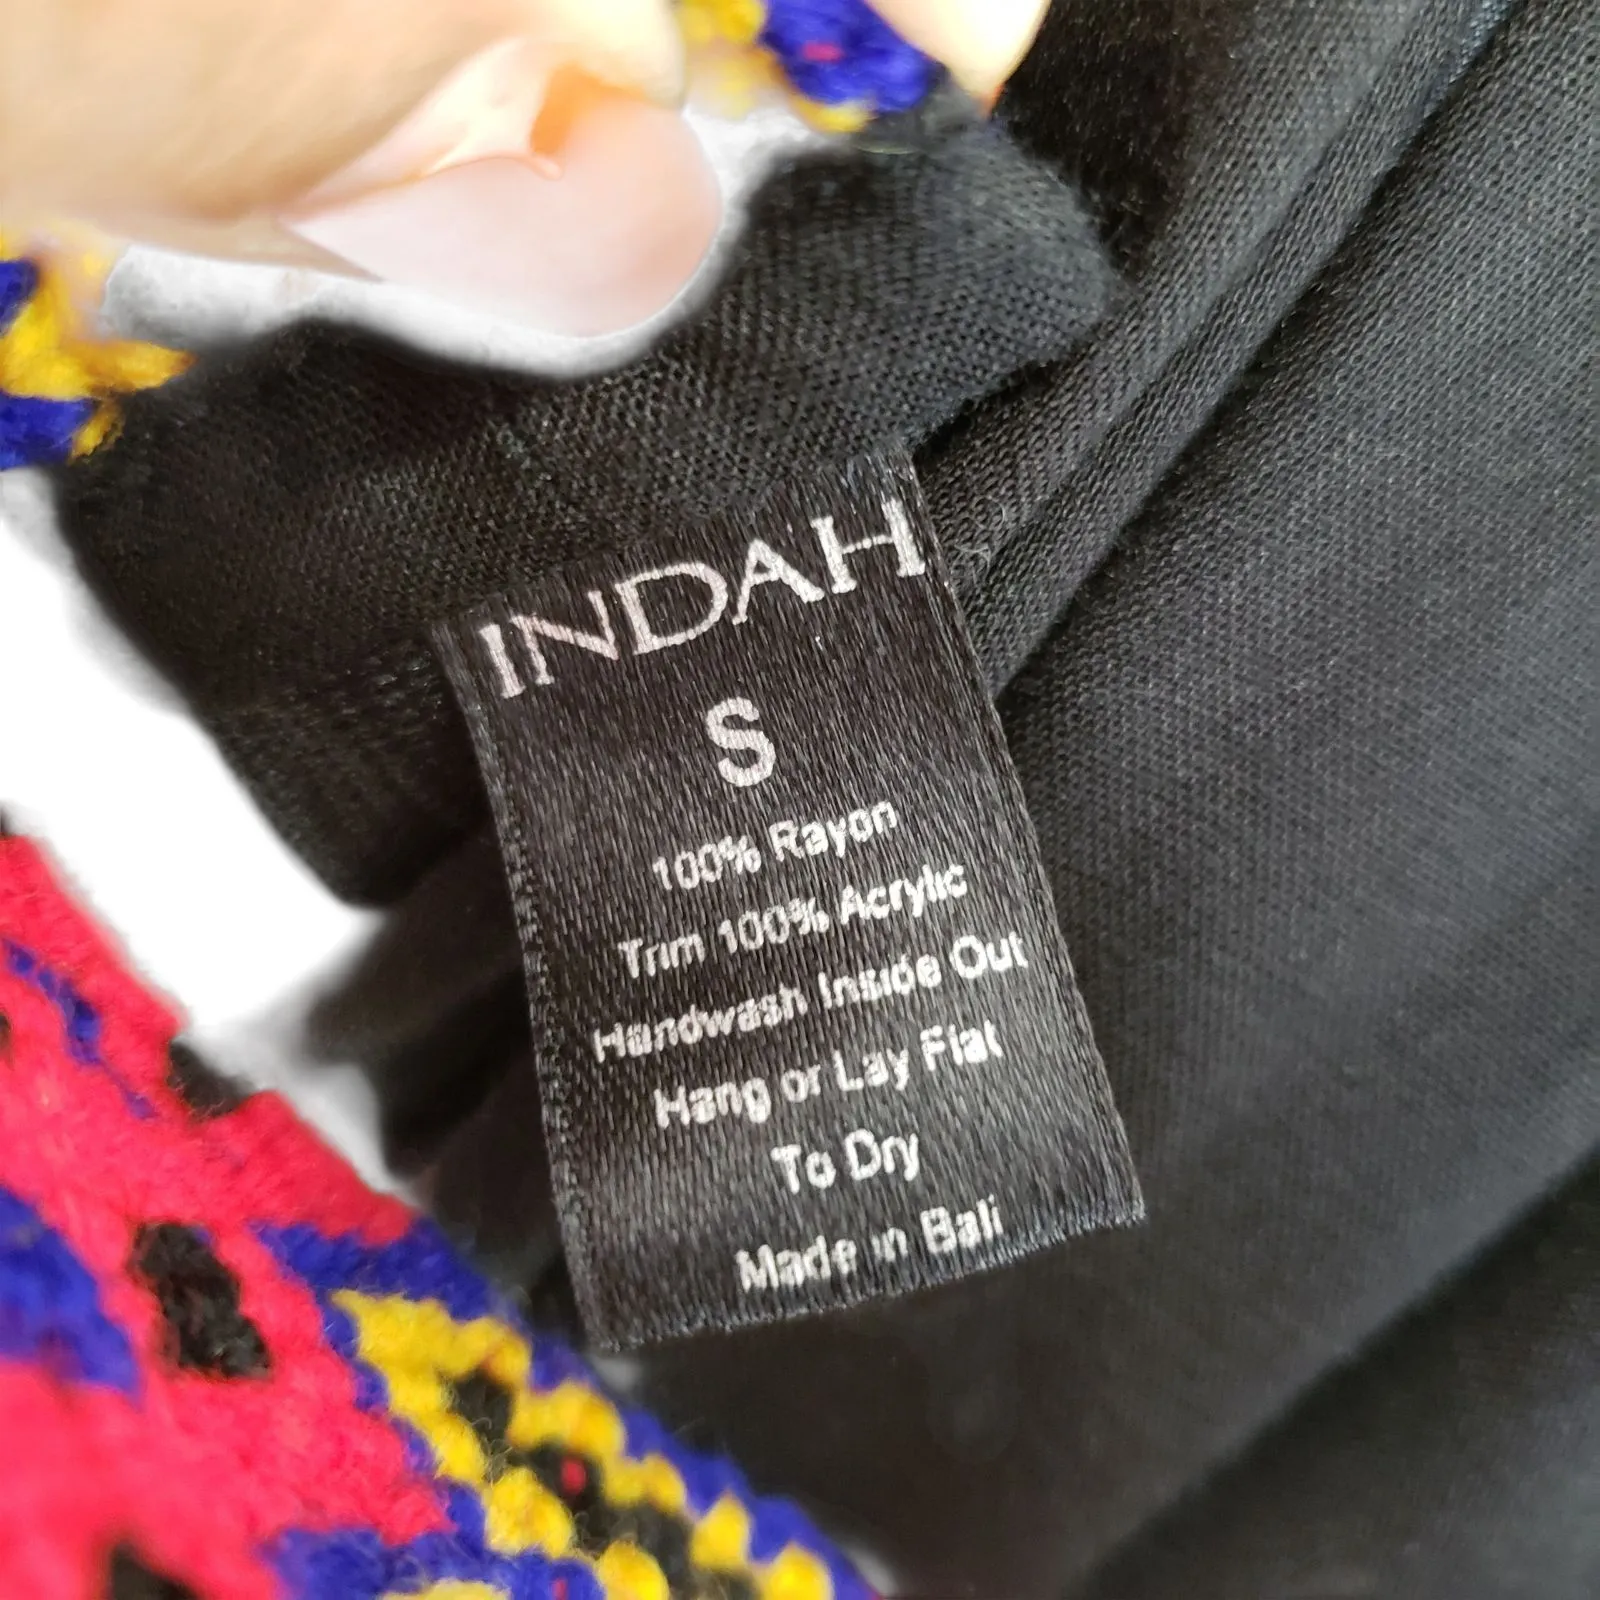 INDAH
S
100% Rayon
Trim 100% Acrylic
Handwash Inside Out
Hang or Lay Flat
To Dry
Made in Bali